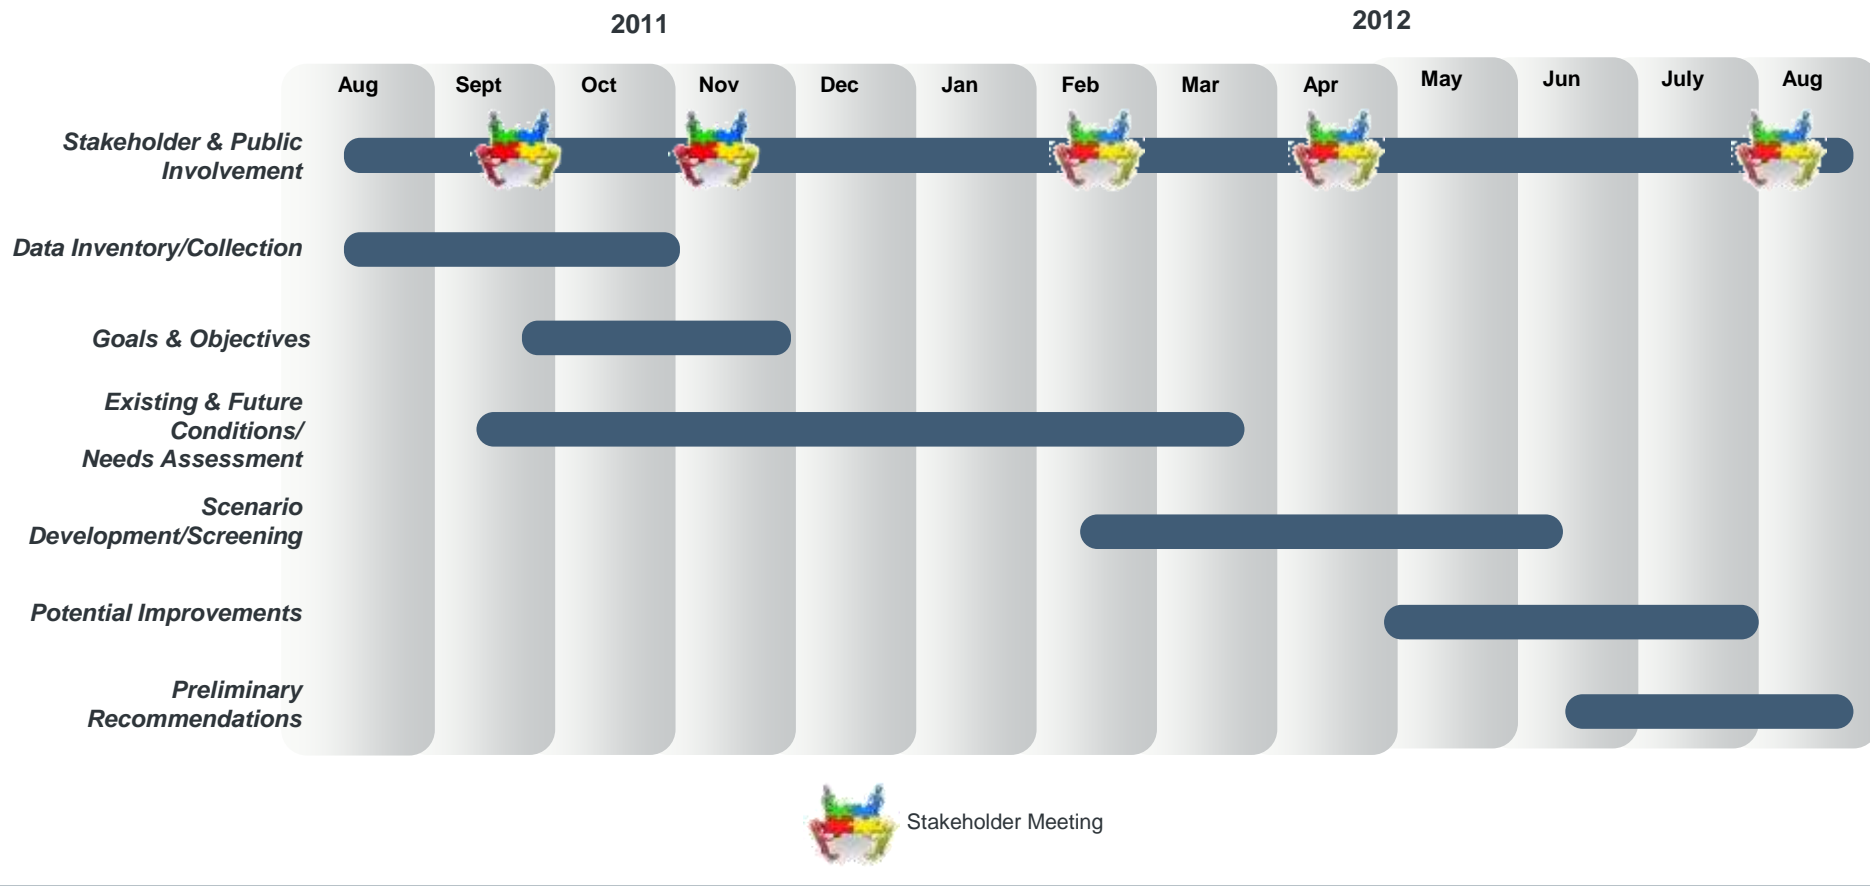 2011
2012
Aug
Sept
Oct
Nov
Dec
Jan
Feb
Mar
Apr
May
Jun
July
Aug
Stakeholder & Public
Involvement
Data Inventory/Collection
Goals & Objectives
Existing & Future
Conditions/
Needs Assessment
Scenario
Development/Screening
Potential Improvements
Preliminary
Recommendations
Stakeholder Meeting